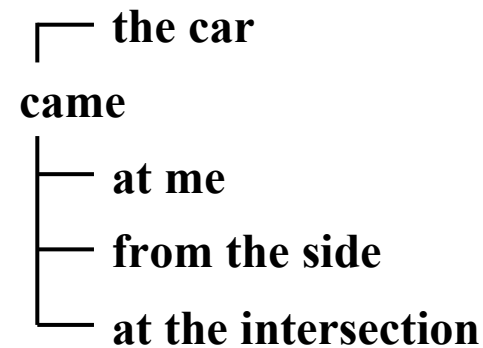 the car
came
at me
from the side
at the intersection